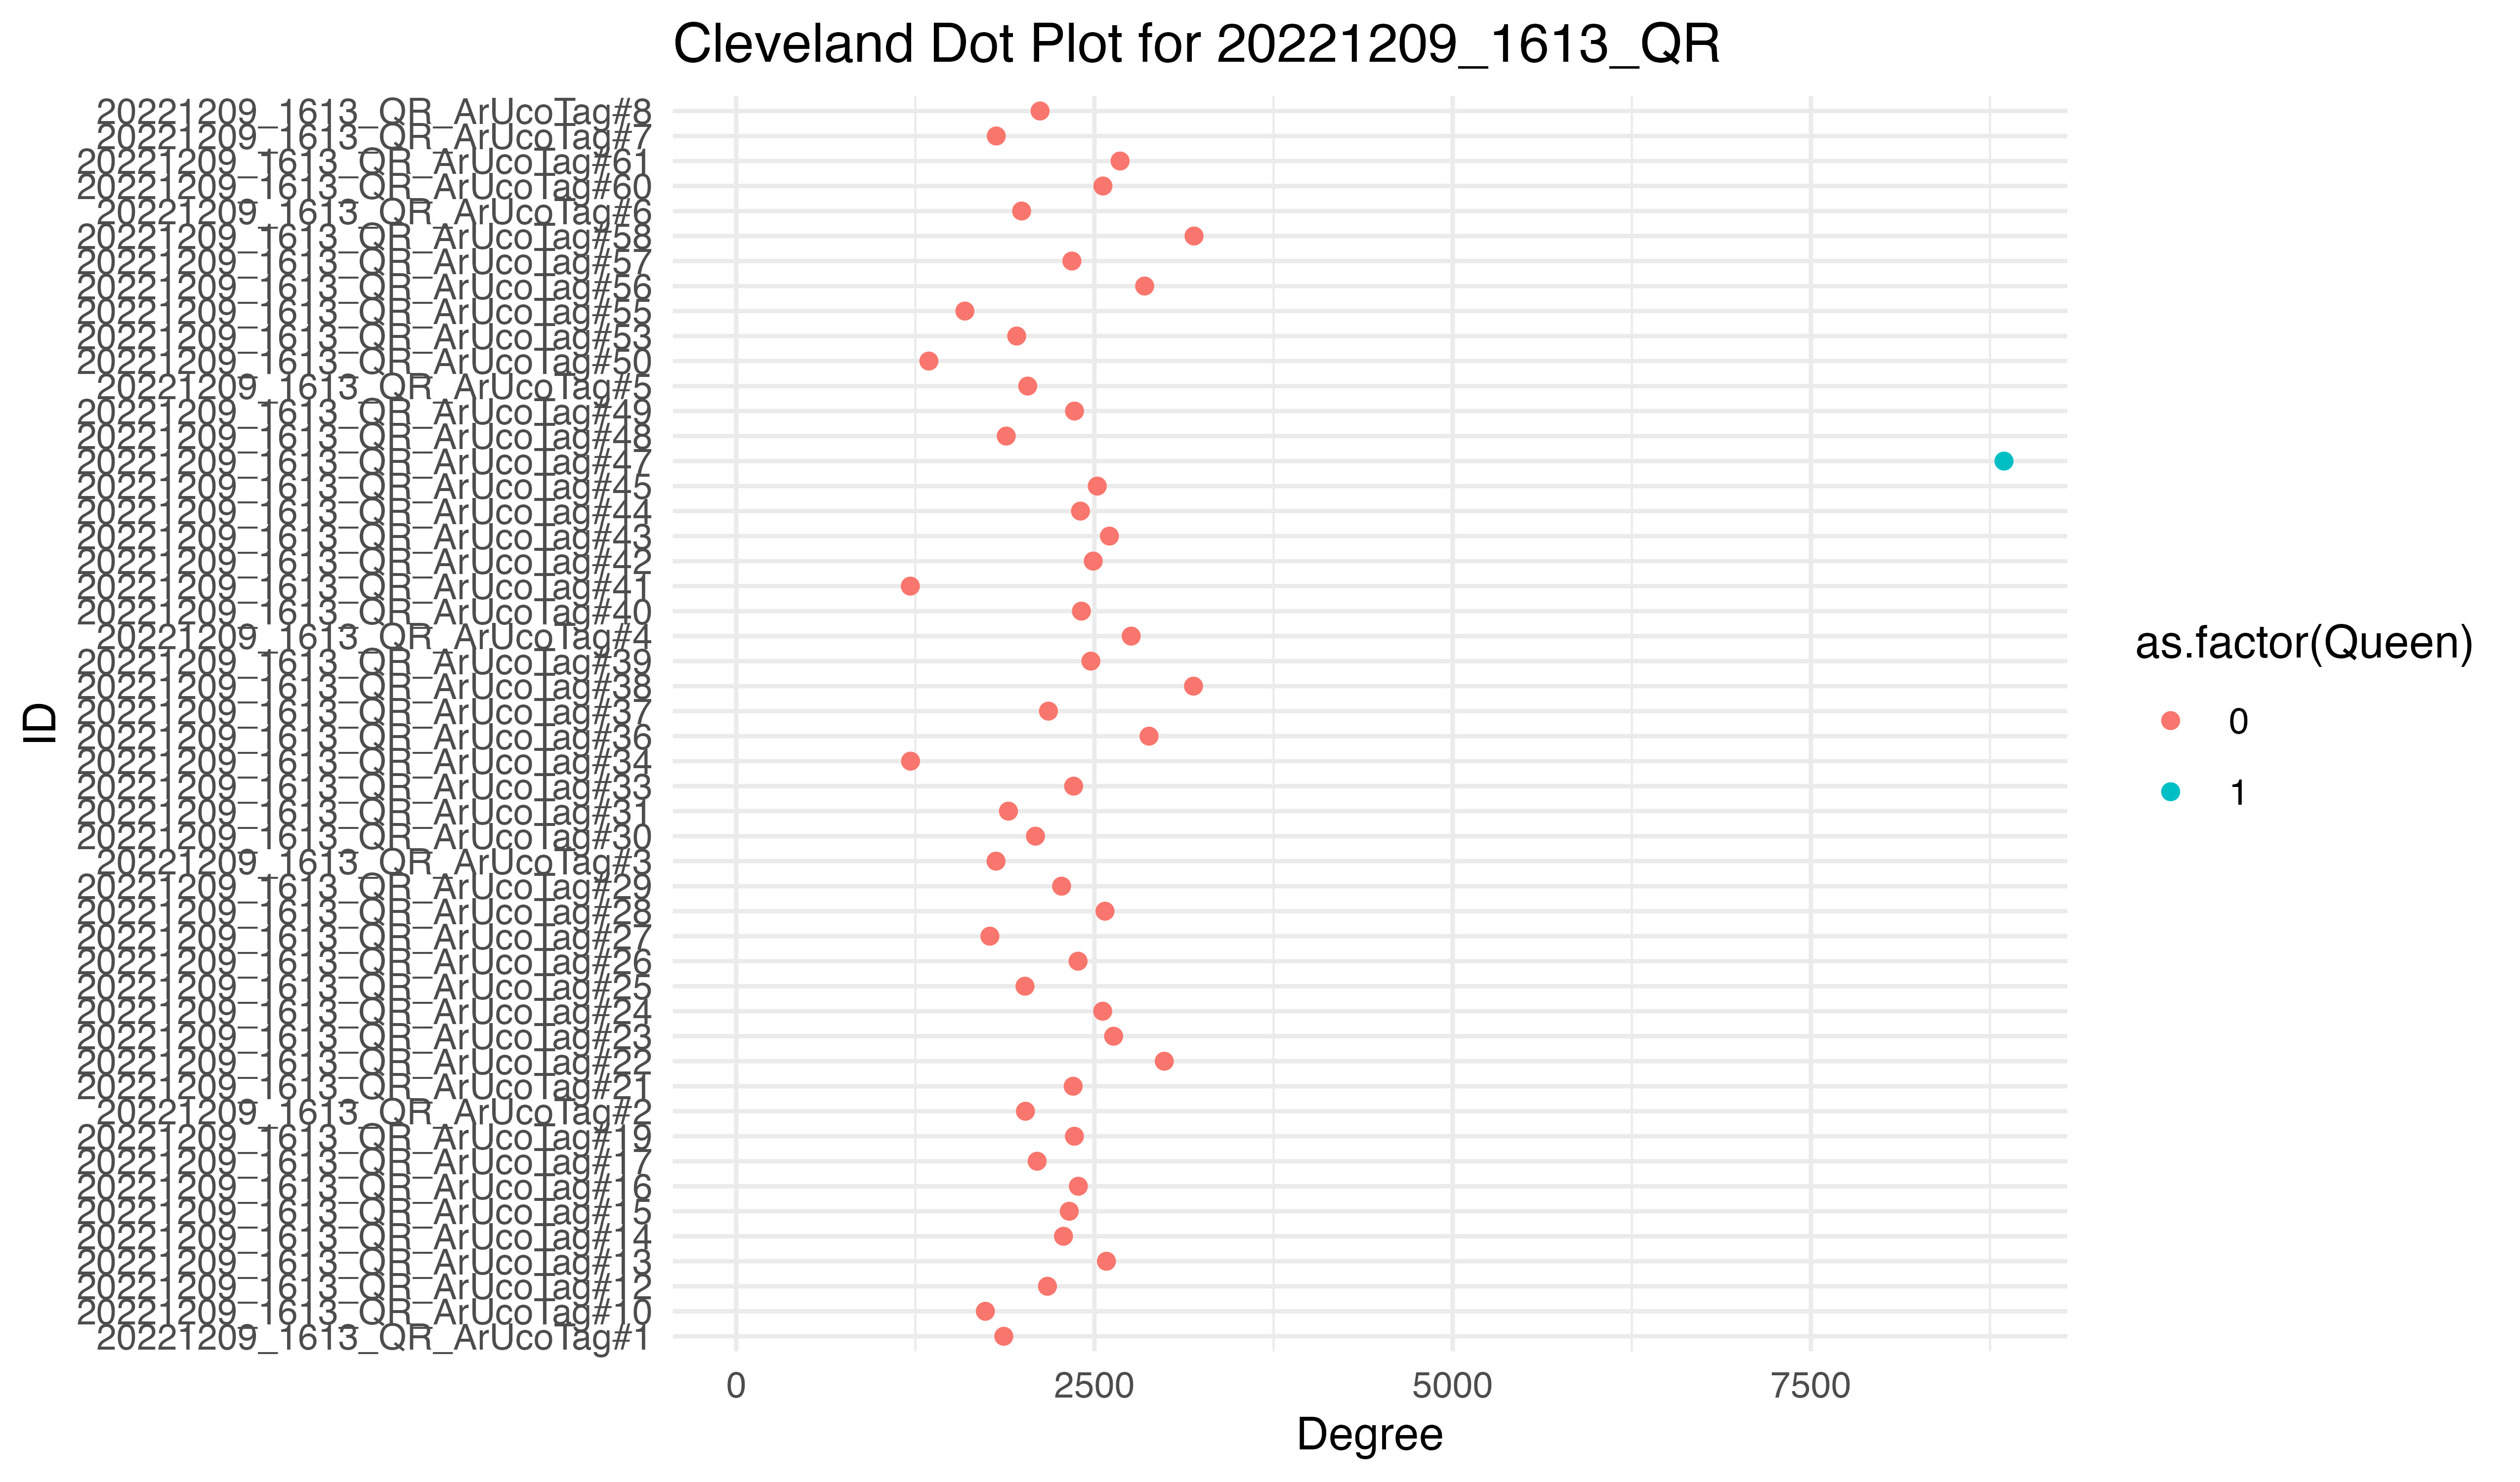 Cleveland Dot Plot for 20221209_1613_QR
20221209_1613_QR_ArUcoTag#8
20221209_1613_QR_ArUcoTag#7
20221209_1613_QR_ArUcoTag#61
20221209_1613_QR_ArUcoTag#60
20221209_1613_QR_ArUcoTag#6
20221209_1613_QR_ArUcoTag#58
20221209_1613_QR_ArUcoTag#57
20221209_1613_QR_ArUcoTag#56
20221209_1613_QR_ArUcoTag#55
20221209_1613_QR_ArUcoTag#53
20221209_1613_QR_ArUcoTag#50
20221209_1613_QR_ArUcoTag#5
20221209_1613_QR_ArUcoTag#49
20221209_1613_QR_ArUcoTag#48
20221209_1613_QR_ArUcoTag#47
20221209_1613_QR_ArUcoTag#45
20221209_1613_QR_ArUcoTag#44
20221209_1613_QR_ArUcoTag#43
20221209_1613_QR_ArUcoTag#42
20221209_1613_QR_ArUcoTag#41
20221209_1613_QR_ArUcoTag#40
20221209_1613_QR_ArUcoTag#4
20221209_1613_QR_ArUcoTag#39
20221209_1613_QR_ArUcoTag#38
20221209_1613_QR_ArUcoTag#37
20221209_1613_QR_ArUcoTag#36
20221209_1613_QR_ArUcoTag#34
20221209_1613_QR_ArUcoTag#33
20221209_1613_QR_ArUcoTag#31
20221209_1613_QR_ArUcoTag#30
20221209_1613_QR_ArUcoTag#3
20221209_1613_QR_ArUcoTag#29
20221209_1613_QR_ArUcoTag#28
20221209_1613_QR_ArUcoTag#27
20221209_1613_QR_ArUcoTag#26
20221209_1613_QR_ArUcoTag#25
20221209_1613_QR_ArUcoTag#24
20221209_1613_QR_ArUcoTag#23
20221209_1613_QR_ArUcoTag#22
20221209_1613_QR_ArUcoTag#21
20221209_1613_QR_ArUcoTag#2
20221209_1613_QR_ArUcoTag#19
20221209_1613_QR_ArUcoTag#17
20221209_1613_QR_ArUcoTag#16
20221209_1613_QR_ArUcoTag#15
20221209_1613_QR_ArUcoTag#14
20221209_1613_QR_ArUcoTag#13
20221209_1613_QR_ArUcoTag#12
20221209_1613_QR_ArUcoTag#10
20221209_1613_QR_ArUcoTag#1
ID
0 2500 5000 7500
Degree
as.factor(Queen)
0
1